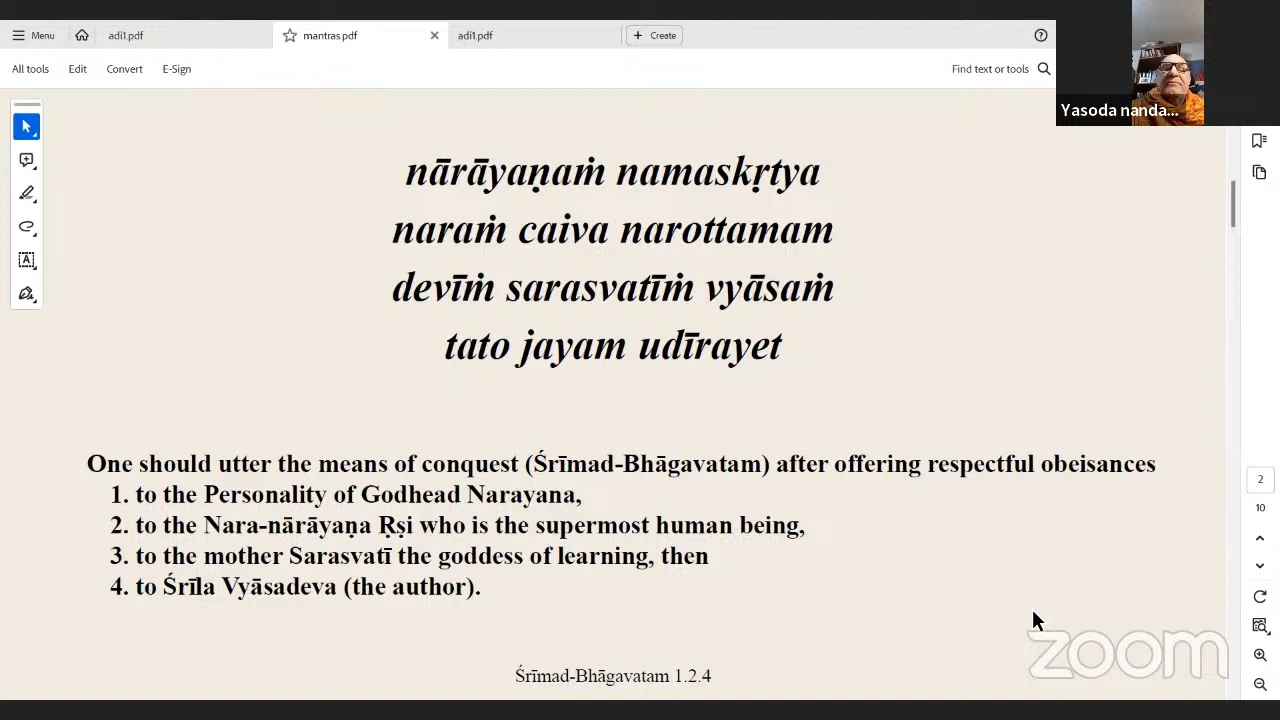 Menu
adi1.pdf
mantras.pdf
adi1.pdf
Create
All tools
Edit
Convert
E-Sign
Find text or tools
Yasoda nanda...
nārāyaṇaṁ namaskṛtya
naraṁ caiva narottamam
devīṁ sarasvatīṁ vyāsaṁ
tato jayam udīrayet
One should utter the means of conquest (Śrīmad-Bhāgavatam) after offering respectful obeisances
1. to the Personality of Godhead Narayana,
2. to the Nara-nārāyaṇa Ṛṣi who is the supermost human being,
3. to the mother Sarasvatī the goddess of learning, then
4. to Śrīla Vyāsadeva (the author).
2
10
zoom
Śrīmad-Bhāgavatam 1.2.4